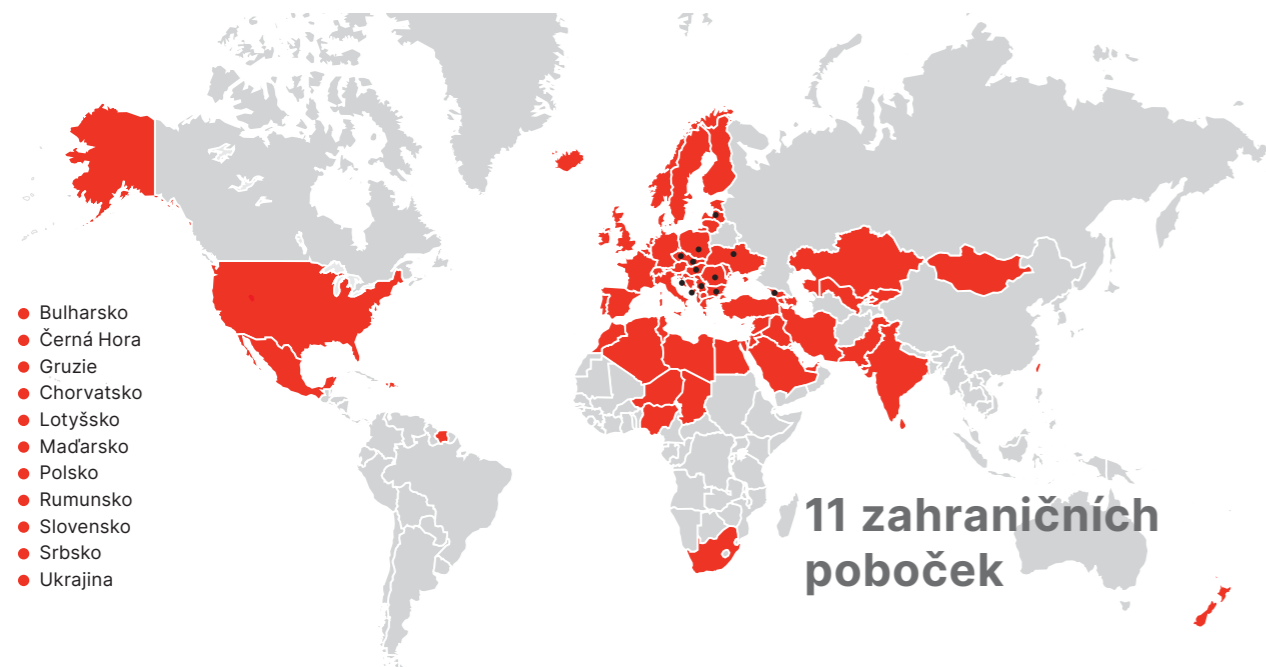 Bulharsko
Černá Hora
Gruzie
Chorvatsko
Lotyšsko
Maďarsko
Polsko
Rumunsko
Slovensko
Srbsko
Ukrajina
11 zahraničních
poboček